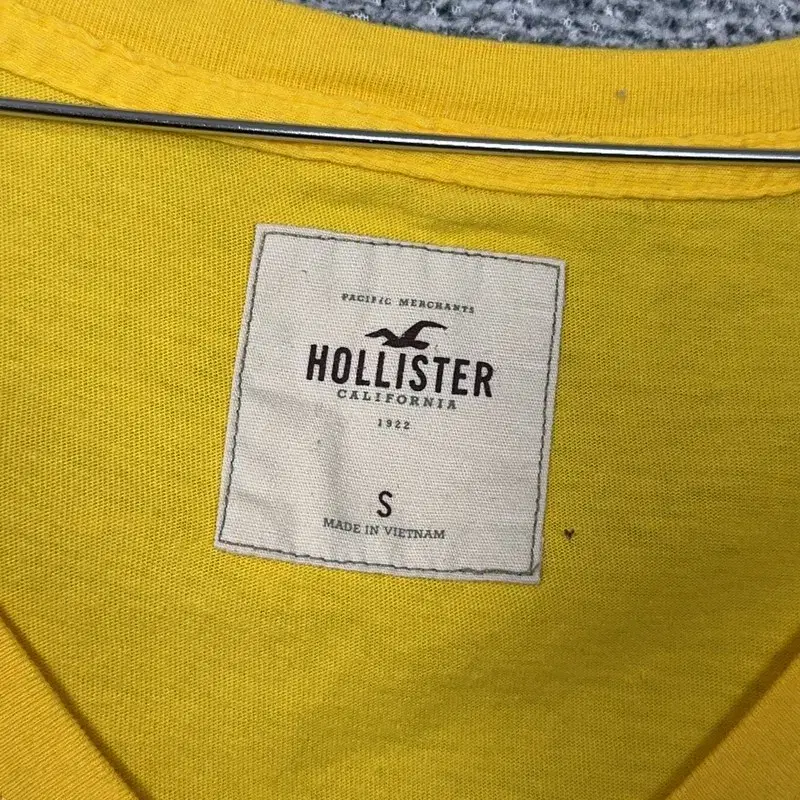 PACIFIC MERCHANTS
HOLLISTER
CALIFORNIA
1922
S
MADE IN VIETNAM